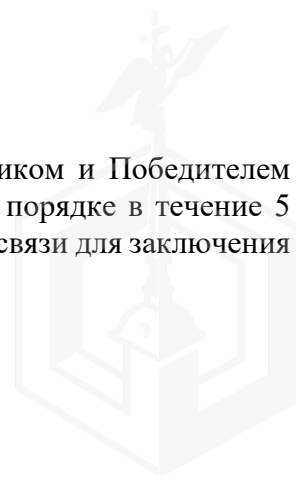 иком и Победителем
порядке в течение 5
связи для заключения